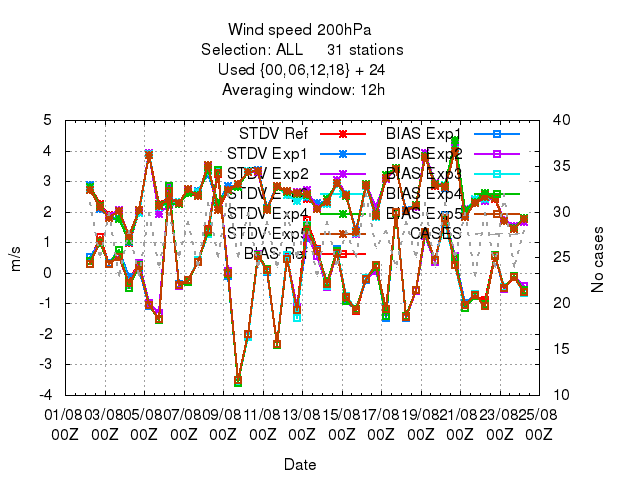 Wind speed 200hPa
Selection: ALL 31 stations
Used {00,06,12,18} + 24
Averaging window: 12h
STDV Ref
STDV Exp1
STDV Exp2
STDV Exp3
STDV Exp4
STDV Exp5
BIAS Ref
BIAS Exp1
BIAS Exp2
BIAS Exp3
BIAS Exp4
BIAS Exp5
CASES
5
4
3
2
1
0
-1
-2
-3
-4
m/s
40
35
30
25
20
15
10
No cases
01/08 03/08 05/08 07/08 09/08 11/08 13/08 15/08 17/08 19/08 21/08 23/08 25/08
00Z 00Z 00Z 00Z 00Z 00Z 00Z 00Z 00Z 00Z 00Z 00Z 00Z
Date